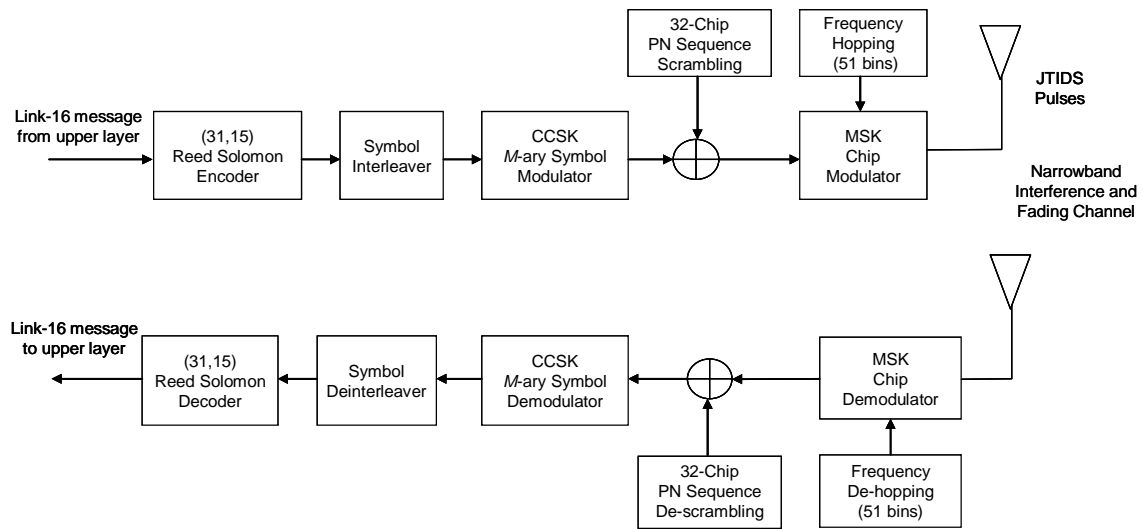 32-Chip
PN Sequence
Scrambling
Frequency
Hopping
(51 bins)
JTIDS
Pulses
Link-16 message
from upper layer
(31,15)
Reed Solomon
Encoder
Symbol
Interleaver
CCSK
M-ary Symbol
Modulator
MSK
Chip
Modulator
Narrowband
Interference and
Fading Channel
Link-16 message
to upper layer
(31,15)
Reed Solomon
Decoder
Symbol
Deinterleaver
CCSK
M-ary Symbol
Demodulator
MSK
Chip
Demodulator
32-Chip
PN Sequence
De-scrambling
Frequency
De-hopping
(51 bins)